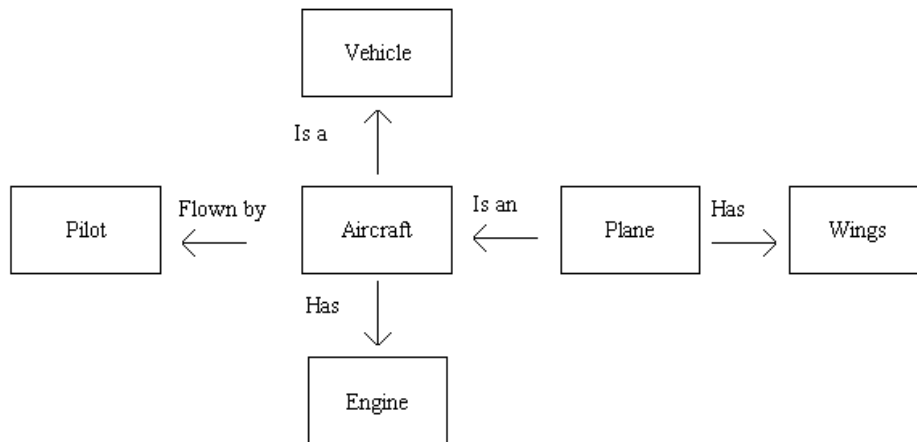 Vehicle
Is a
Pilot
Flown by
Aircraft
Is an
Plane
Has
Wings
Has
Engine